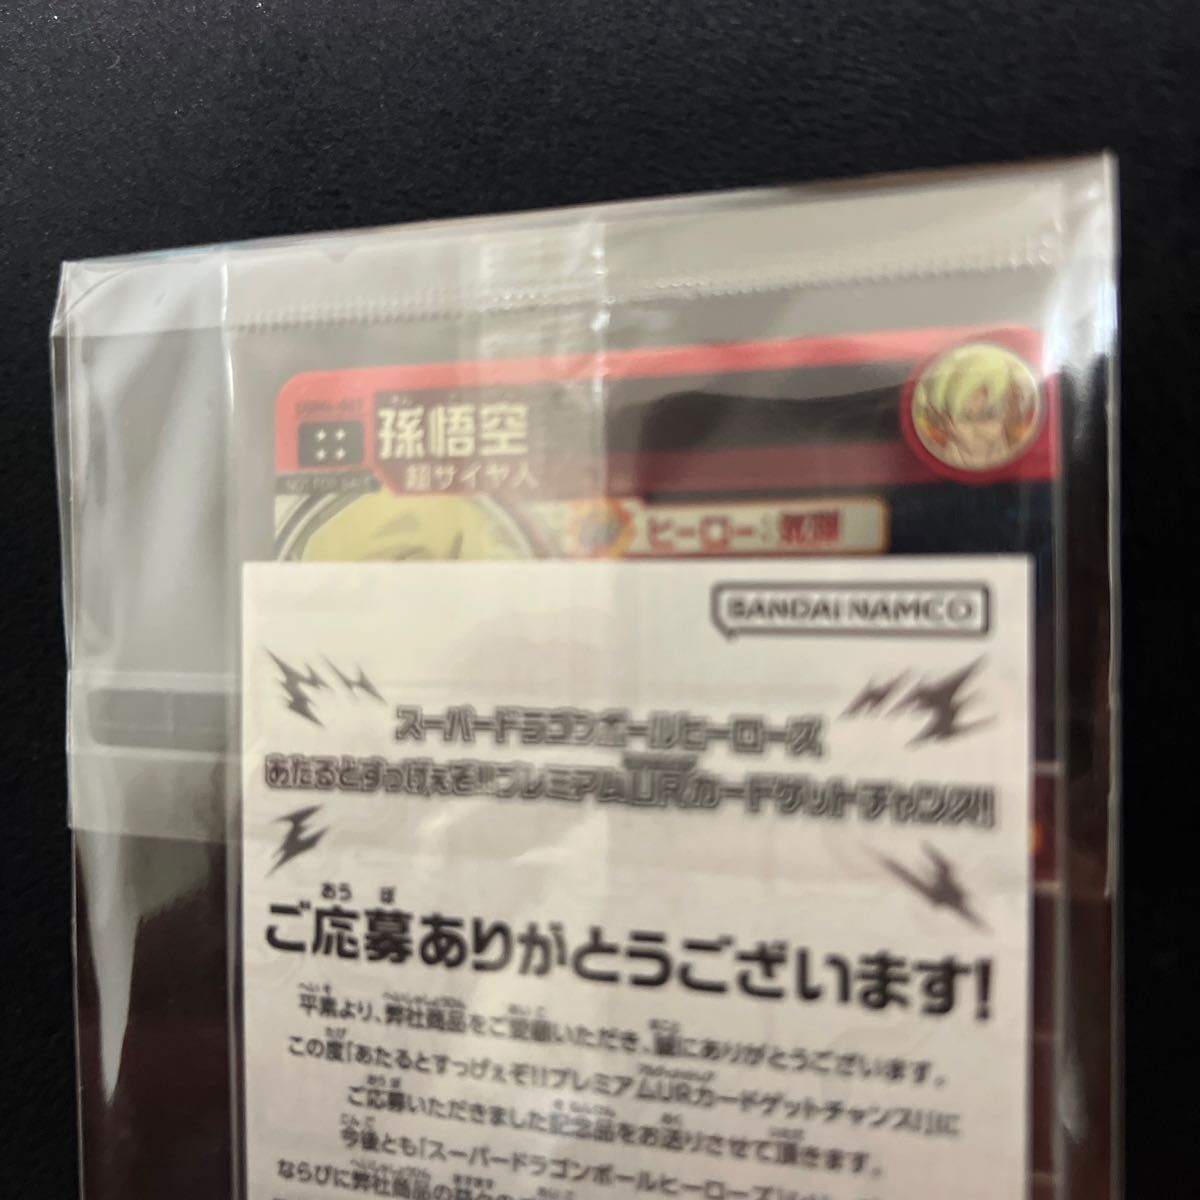 孫悟空
超サイヤ人
NOT FOR SALE
ヒーロー:気弾
BANDAI NAMCO
スーパードラゴンボールヒーローズ
あたるとすっげぇぞ!!プレミアムURカードゲットチャンス!!
おうぼ
ご応募ありがとうございます!
平素より、弊社商品をご愛顧いただき、誠にありがとうございます。
この度「あたるとすっげぇぞ!!プレミアムURカードゲットチャンス!!」に
ご応募いただきました記念品をお送りさせて頂きます。
今後とも「スーパードラゴンボールヒーローズ」
ならびに弊社商品の